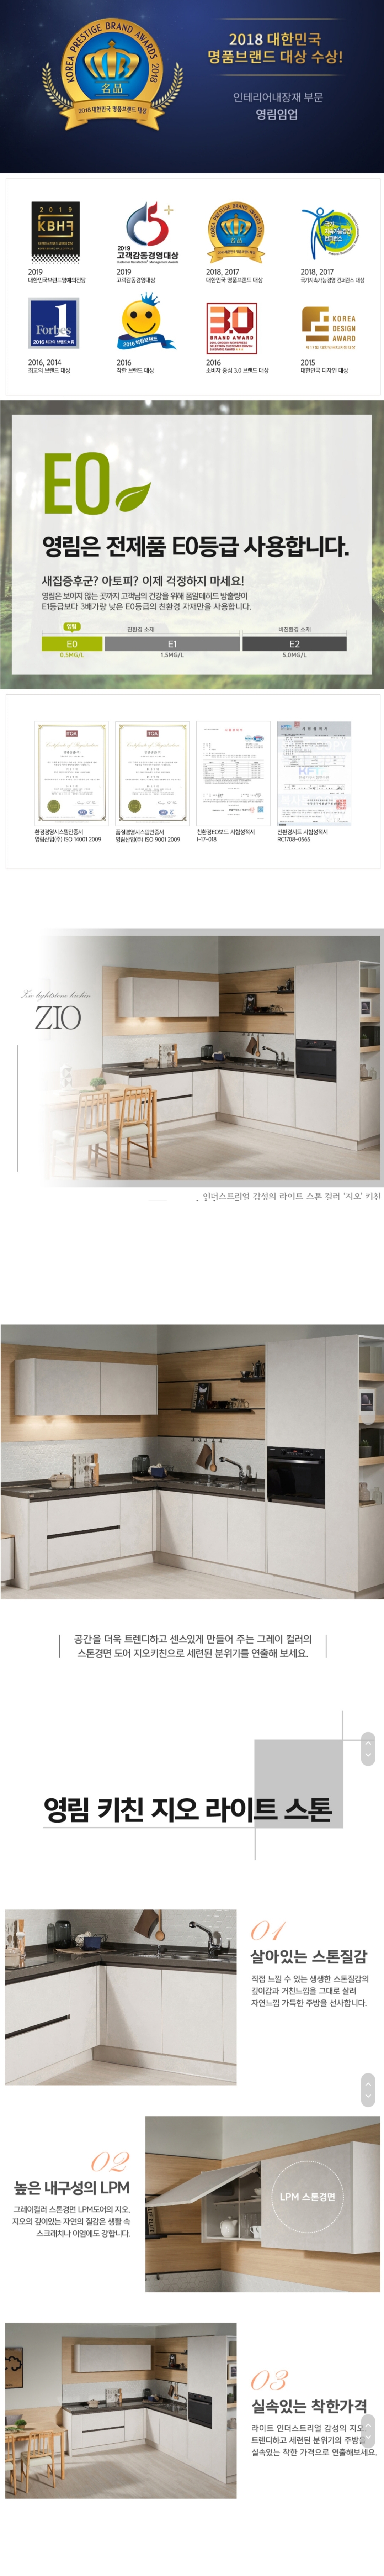 KOREA PRESTIGE BRAND AWARDS 2018
名品
2018 대한민국 명품브랜드 대상
2018 대한민국
명품브랜드 대상 수상!
인테리어내장재 부문
영림임업
2019
KBHF
2019
대한민국브랜드명예의전당
2019
고객감동경영대상
Customer Satisfaction Management Awards
2019
고객감동경영대상
KOREA PRESTIGE BRAND AWARDS
名品
2018, 2017
대한민국 명품브랜드 대상
2018, 2017
국가지속가능경영 컨퍼런스 대상
Forbes
1
2016 최고의 브랜드대상
2016, 2014
최고의 브랜드 대상
2016 착한브랜드
2016
착한 브랜드 대상
3.0
BRAND AWARD
2016
소비자 중심 3.0 브랜드 대상
KOREA
DESIGN
AWARD
2015
대한민국 디자인 대상
E0
영림은 전제품 E0등급 사용합니다.
새집증후군? 아토피? 이제 걱정하지 마세요!
영림은 보이지 않는 곳까지 고객님의 건강을 위해 폼알데이드 방출량이
E1등급보다 3배가량 낮은 E0등급의 친환경 자재만을 사용합니다.
영림
친환경 소재
비친환경 소재
E0
E1
E2
0.5MG/L
1.5MG/L
5.0MG/L
환경경영시스템인증서
영림산업(주) ISO 14001 2009
품질경영시스템인증서
영림산업(주) ISO 9001 2009
친환경EO보드 시험성적서
I-17-018
친환경시트 시험성적서
RC1708-0565
Zio lightstone kitchen
ZIO
인더스트리얼 감성의 라이트 스톤 컬러 '지오' 키친
공간을 더욱 트렌디하고 센스있게 만들어 주는 그레이 컬러의
스톤경면 도어 지오키친으로 세련된 분위기를 연출해 보세요.
영림 키친 지오 라이트 스톤
01
살아있는 스톤질감
직접 느낄 수 있는 생생한 스톤질감의
깊이감과 거친느낌을 그대로 살려
자연느낌 가득한 주방을 선사합니다.
02
높은 내구성의 LPM
그레이컬러 스톤경면 LPM도어의 지오.
지오의 깊이있는 자연의 질감은 생활 속
스크래치나 이염에도 강합니다.
LPM 스톤경면
03
실속있는 착한가격
라이트 인더스트리얼 감성의 지오
트렌디하고 세련된 분위기의 주방을
실속있는 착한 가격으로 연출해보세요.